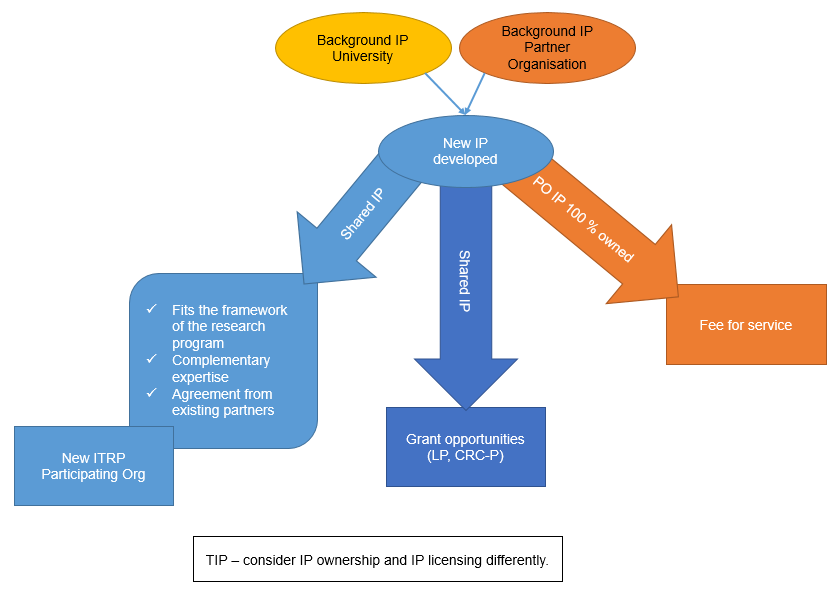 Background IP
University
Background IP
Partner
Organisation
New IP
developed
Shared IP
Shared IP
PO IP 100 % owned
✓ Fits the framework
of the research
program
✓ Complementary
expertise
✓ Agreement from
existing partners
Fee for service
New ITRP
Participating Org
Grant opportunities
(LP, CRC-P)
TIP – consider IP ownership and IP licensing differently.